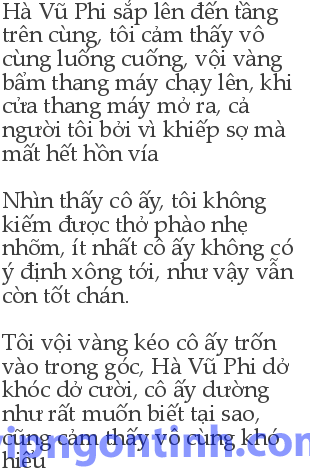 Hà Vũ Phi sắp lên đến tầng
trên cùng, tôi cảm thấy vô
cùng luống cuống, vội vàng
bẩm thang máy chạy lên, khi
cửa thang máy mở ra, cả
người tôi bởi vì khiếp sợ mà
mất hết hồn vía
Nhìn thấy cô ấy, tôi không
kiếm được thở phào nhẹ
nhõm, ít nhất cô ấy không có
ý định xông tới, như vậy vẫn
còn tốt chán.
Tôi vội vàng kéo cô ấy trốn
vào trong góc, Hà Vũ Phi dở
khóc dở cười, cô ấy dường
như rất muốn biết tại sao,
cũng cảm thấy vô cùng khó
hiểu
vipngontinh.com